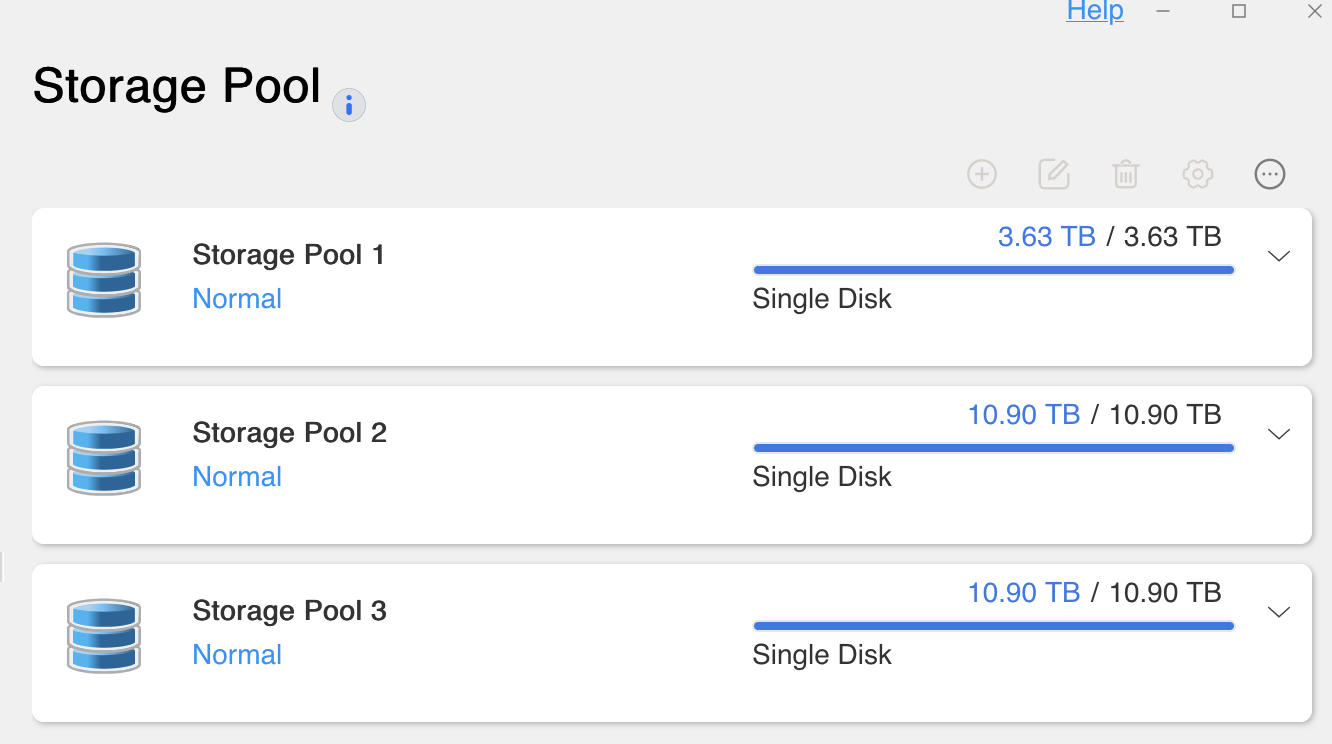 Help
Storage Pool
Storage Pool 1
3.63 TB / 3.63 TB
Normal
Single Disk
Storage Pool 2
10.90 TB / 10.90 TB
Normal
Single Disk
Storage Pool 3
10.90 TB / 10.90 TB
Normal
Single Disk